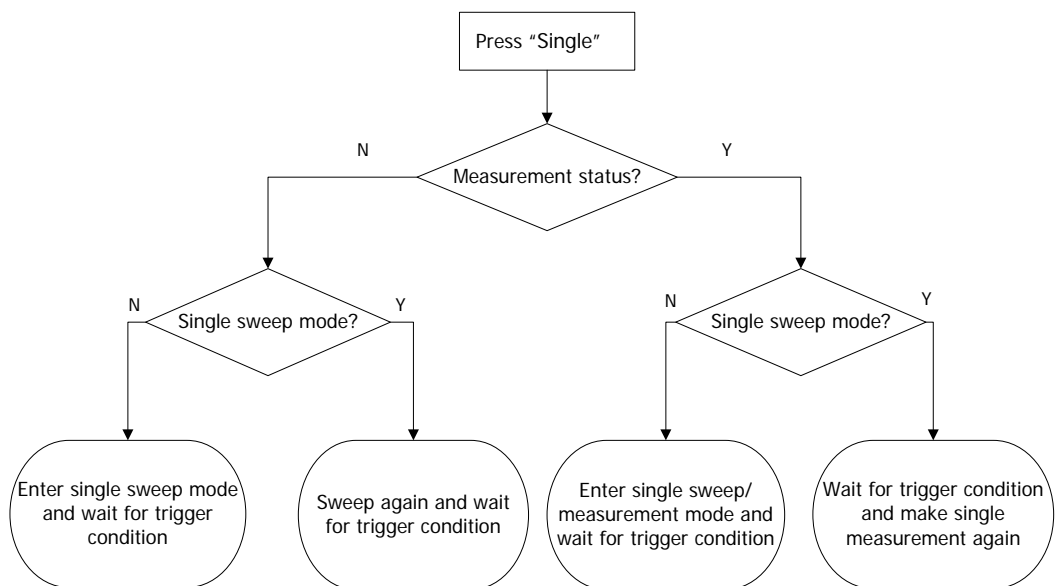 Press “Single”
N
Y
Measurement status?
N
Y
N
Y
Single sweep mode?
Single sweep mode?
Enter single sweep mode
and wait for trigger
condition
Sweep again and wait
for trigger condition
Enter single sweep/
measurement mode and
wait for trigger condition
Wait for trigger condition
and make single
measurement again